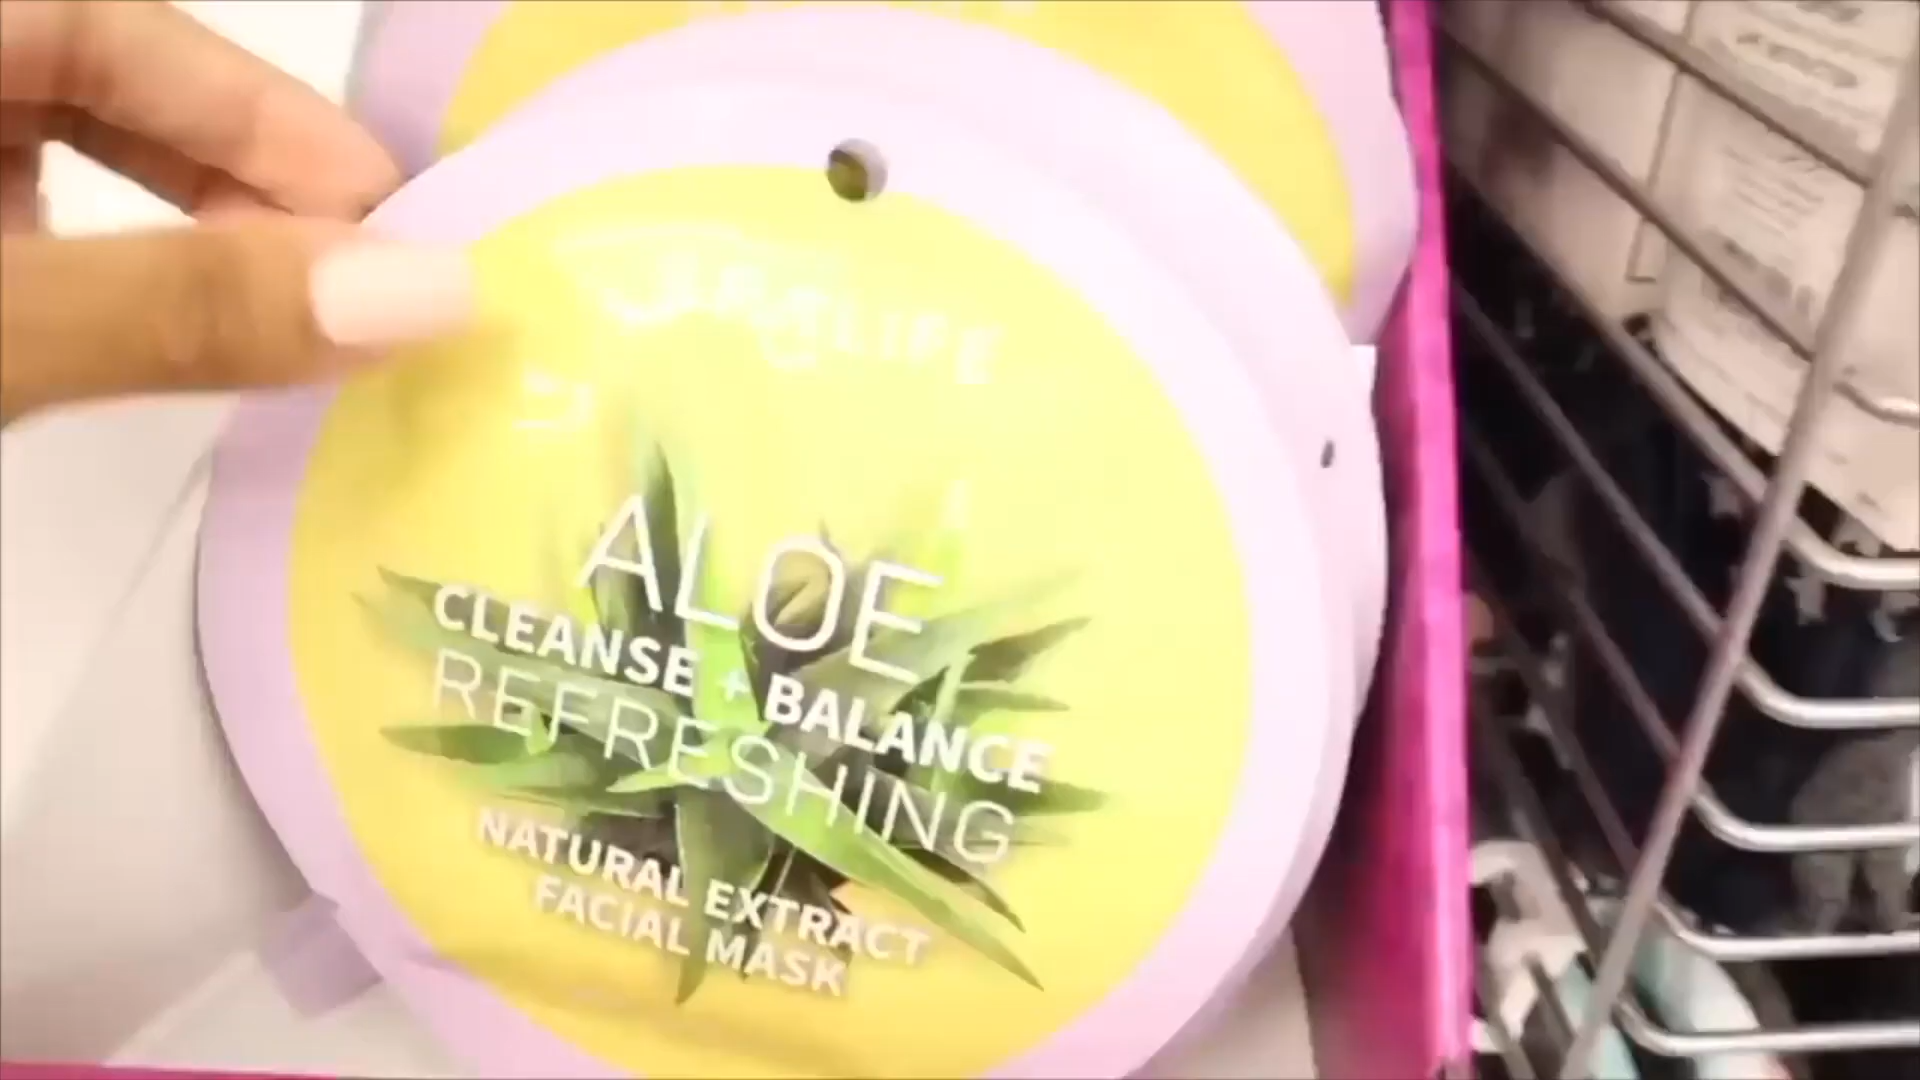 ALOE
CLEANSE + BALANCE
REFRESHING
NATURAL EXTRACT
FACIAL MASK